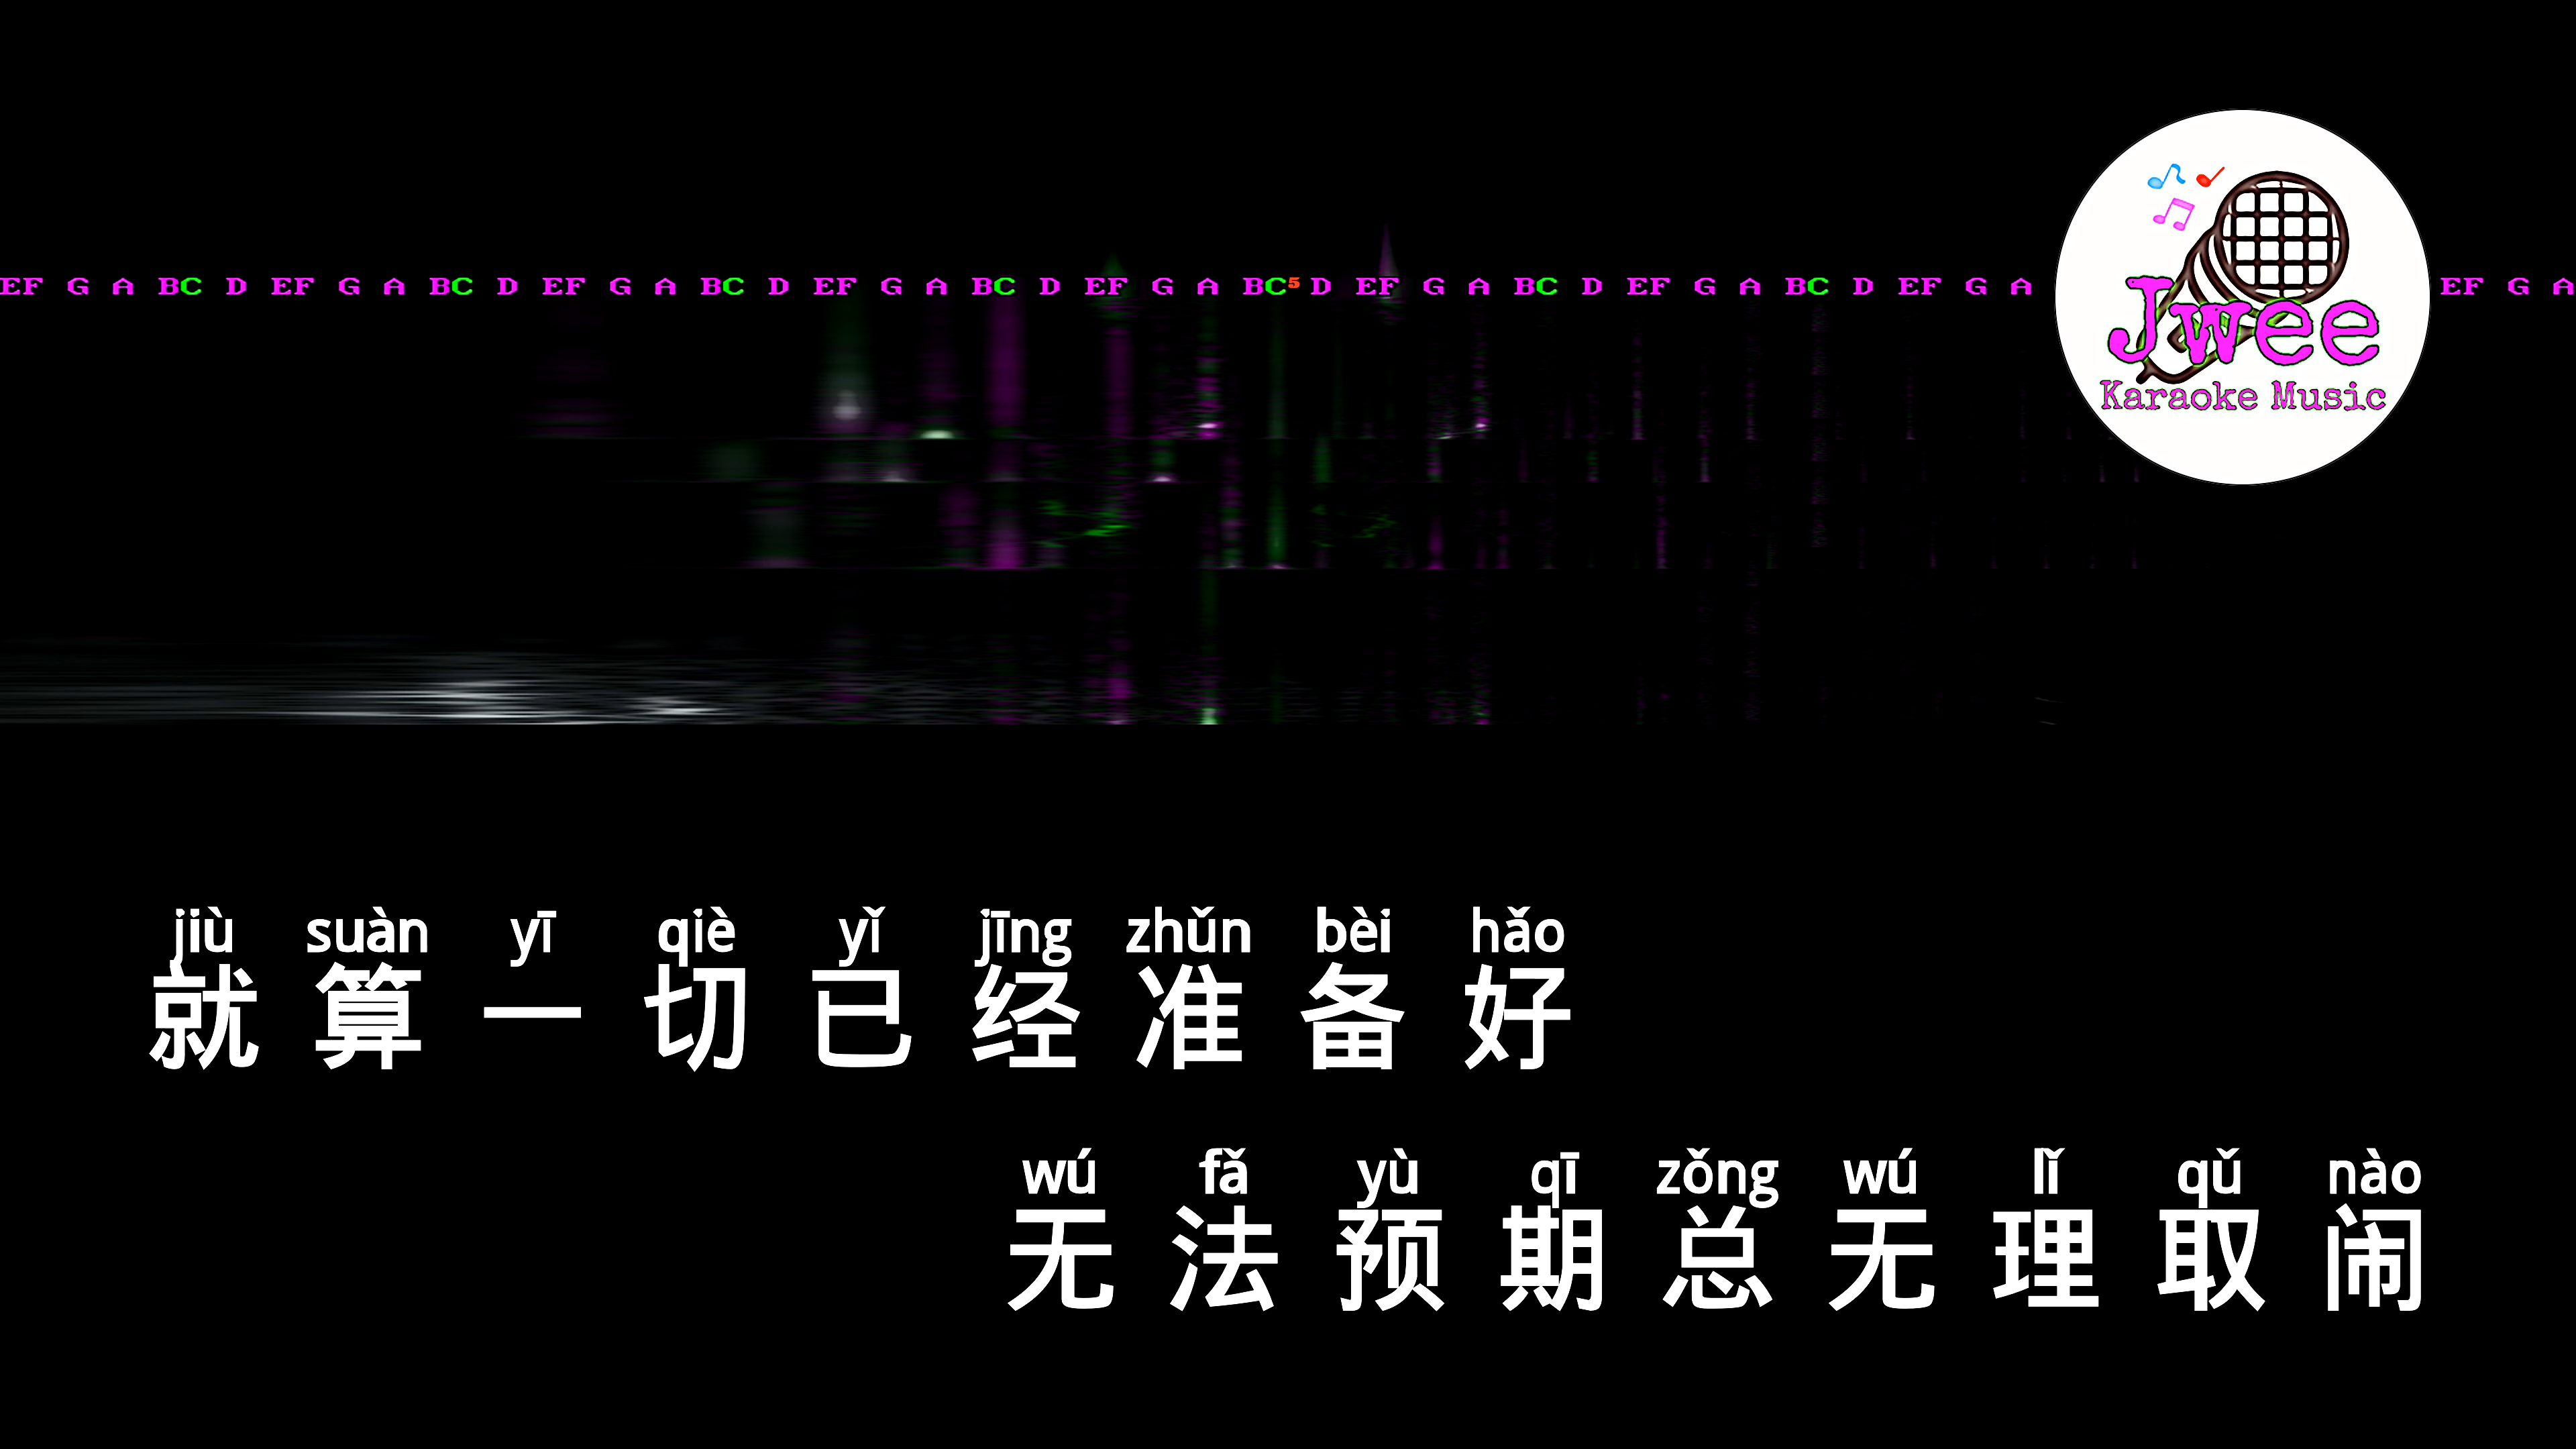 EF G A BC D EF G A BC D EF G A BC D EF G A BC D EF G A BC5 D EF G A BC D EF G A BC D EF G A EF G A
Jwee
Karaoke Music
jiù suàn yī qiè yǐ jīng zhǔn bèi hǎo
就 算 一 切 已 经 准 备 好
wú fǎ yù qī zǒng wú lǐ qǔ nào
无 法 预 期 总 无 理 取 闹